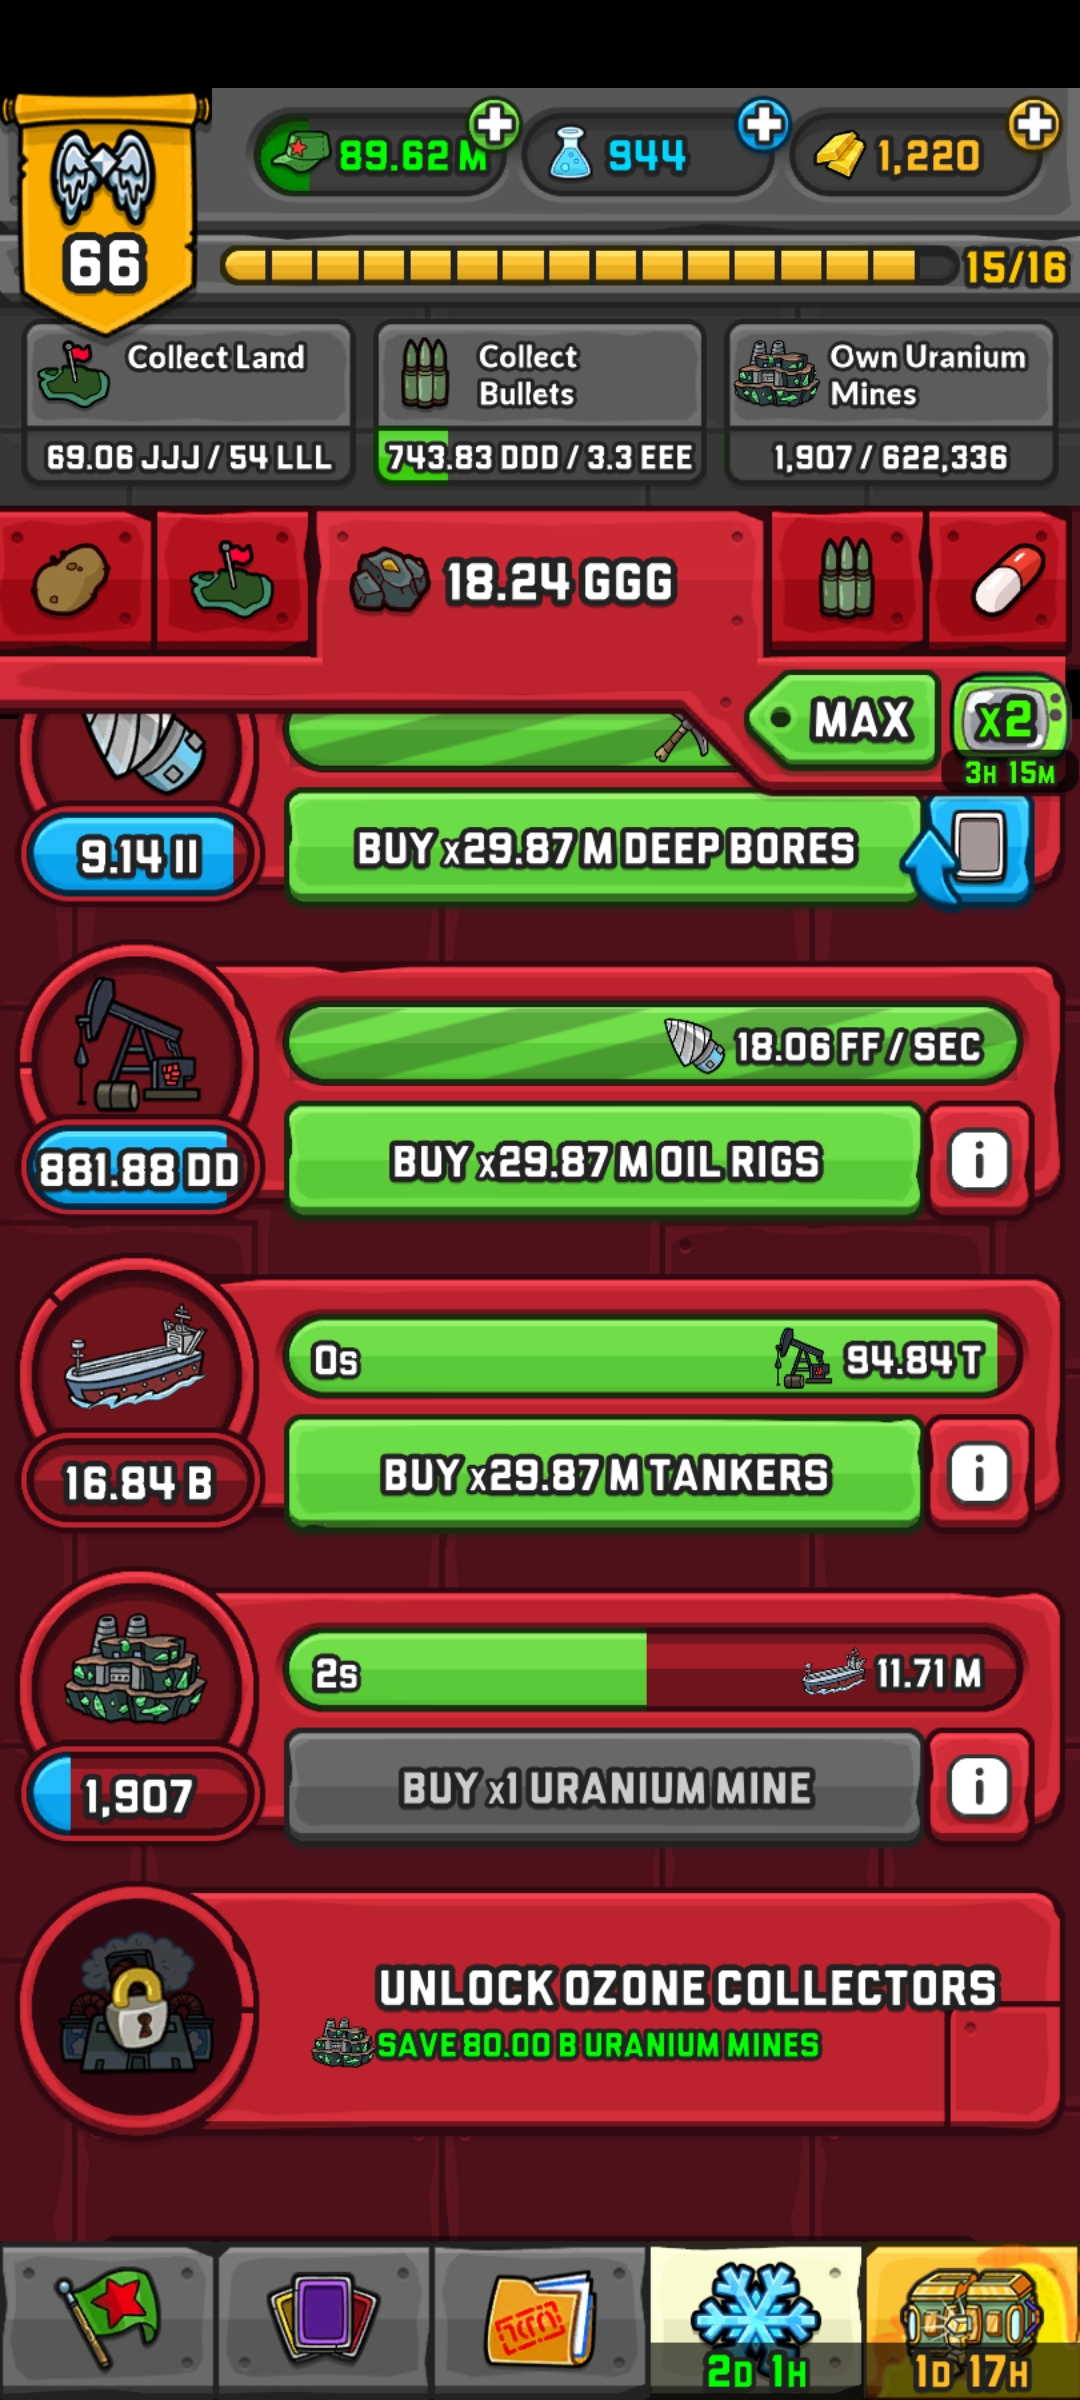 89.62 M
944
1,220
66
15/16
Collect Land
69.06 JJJ / 54 LLL
Collect
Bullets
743.83 DDD / 3.3 EEE
Own Uranium
Mines
1,907 / 622,336
18.24 GGG
MAX
x2
3H 15M
9.14 II
BUY x29.87 M DEEP BORES
18.06 FF / SEC
881.88 DD
BUY x29.87 M OIL RIGS
i
0s
94.84 T
16.84 B
BUY x29.87 M TANKERS
i
2s
11.71 M
1,907
BUY x1 URANIUM MINE
i
UNLOCK OZONE COLLECTORS
SAVE 80.00 B URANIUM MINES
2D 1H
1D 17H